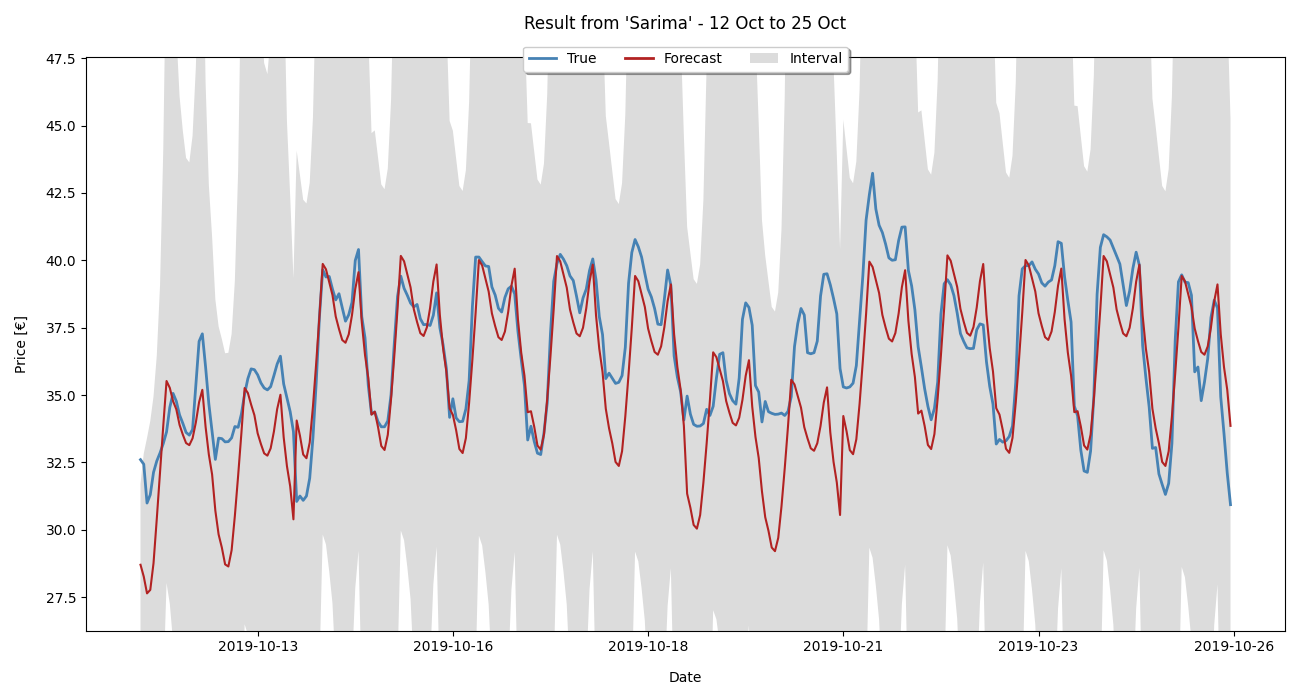 Result from 'Sarima' - 12 Oct to 25 Oct
True Forecast Interval
47.5
45.0
42.5
40.0
37.5
35.0
32.5
30.0
27.5
Price [€]
2019-10-13 2019-10-16 2019-10-18 2019-10-21 2019-10-23 2019-10-26
Date